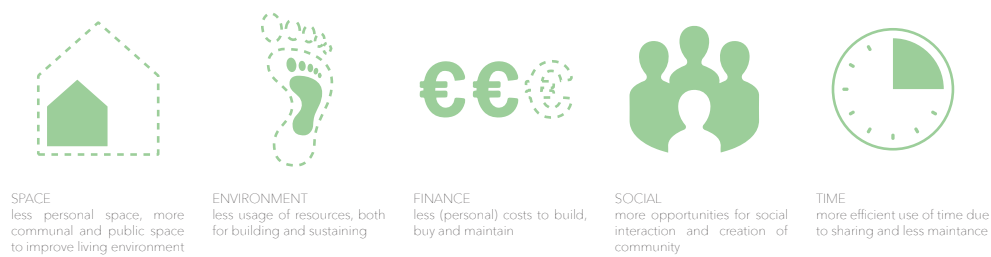 €€€
SPACE
less personal space, more
communal and public space
to improve living environment
ENVIRONMENT
less usage of resources, both
for building and sustaining
FINANCE
less (personal) costs to build,
buy and maintain
SOCIAL
more opportunities for social
interaction and creation of
community
TIME
more efficient use of time due
to sharing and less maintance